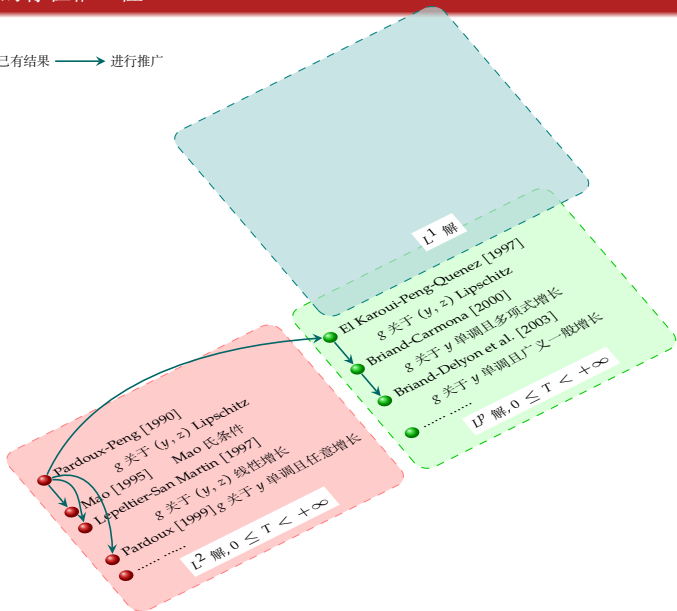 已有结果 进行推广
L¹ 解
El Karoui-Peng-Quenez [1997]
g 关于 (y, z) Lipschitz
Briand-Carmona [2000]
g 关于 y 单调且多项式增长
Briand-Delyon et al. [2003]
g 关于 y 单调且广义一般增长
...... ......
Lᵖ 解, 0 ≤ T < +∞
Pardoux-Peng [1990]
g 关于 (y, z) Lipschitz
Mao [1995] Mao 氏条件
Lepeltier-San Martin [1997]
g 关于 (y, z) 线性增长
Pardoux [1999] g 关于 y 单调且任意增长
...... ......
L² 解, 0 ≤ T < +∞